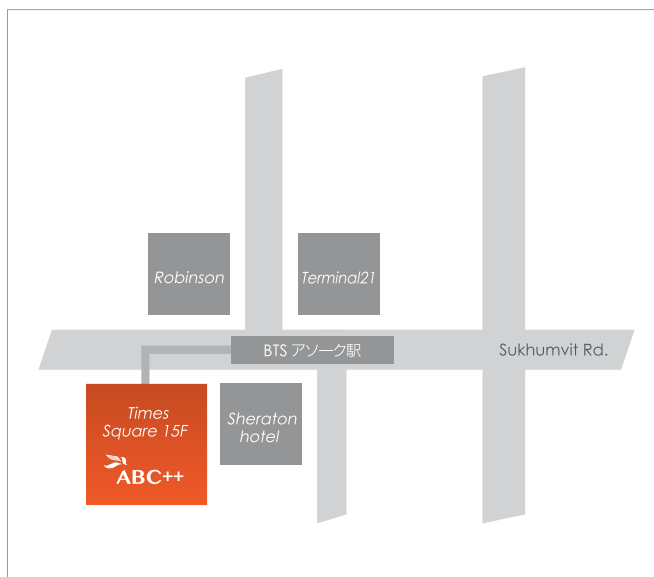 Robinson
Terminal21
BTS アソーク駅
Sukhumvit Rd.
Times
Square 15F
ABC++
Sheraton
hotel